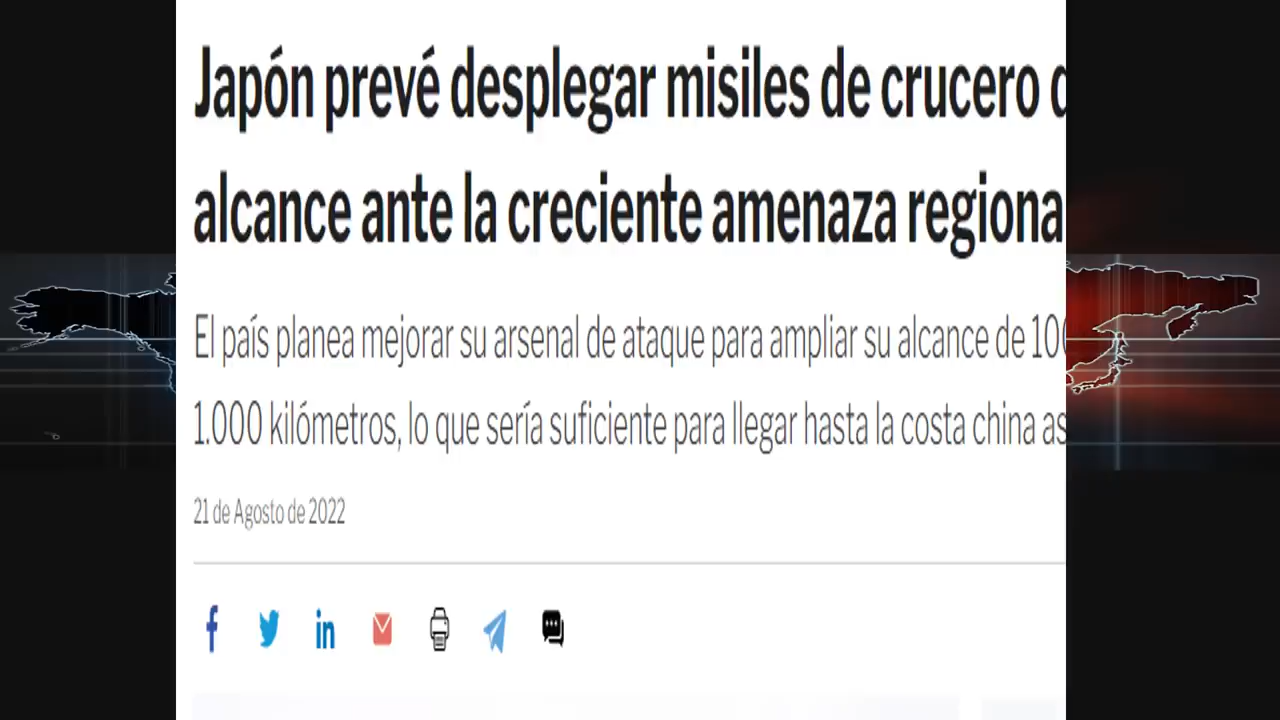 Japón prevé desplegar misiles de crucero
alcance ante la creciente amenaza
El país planea mejorar su arsenal de ataque para ampliar su alcance de
1.000 kilómetros, lo que sería suficiente para llegar hasta la costa china
21 de Agosto de 2022